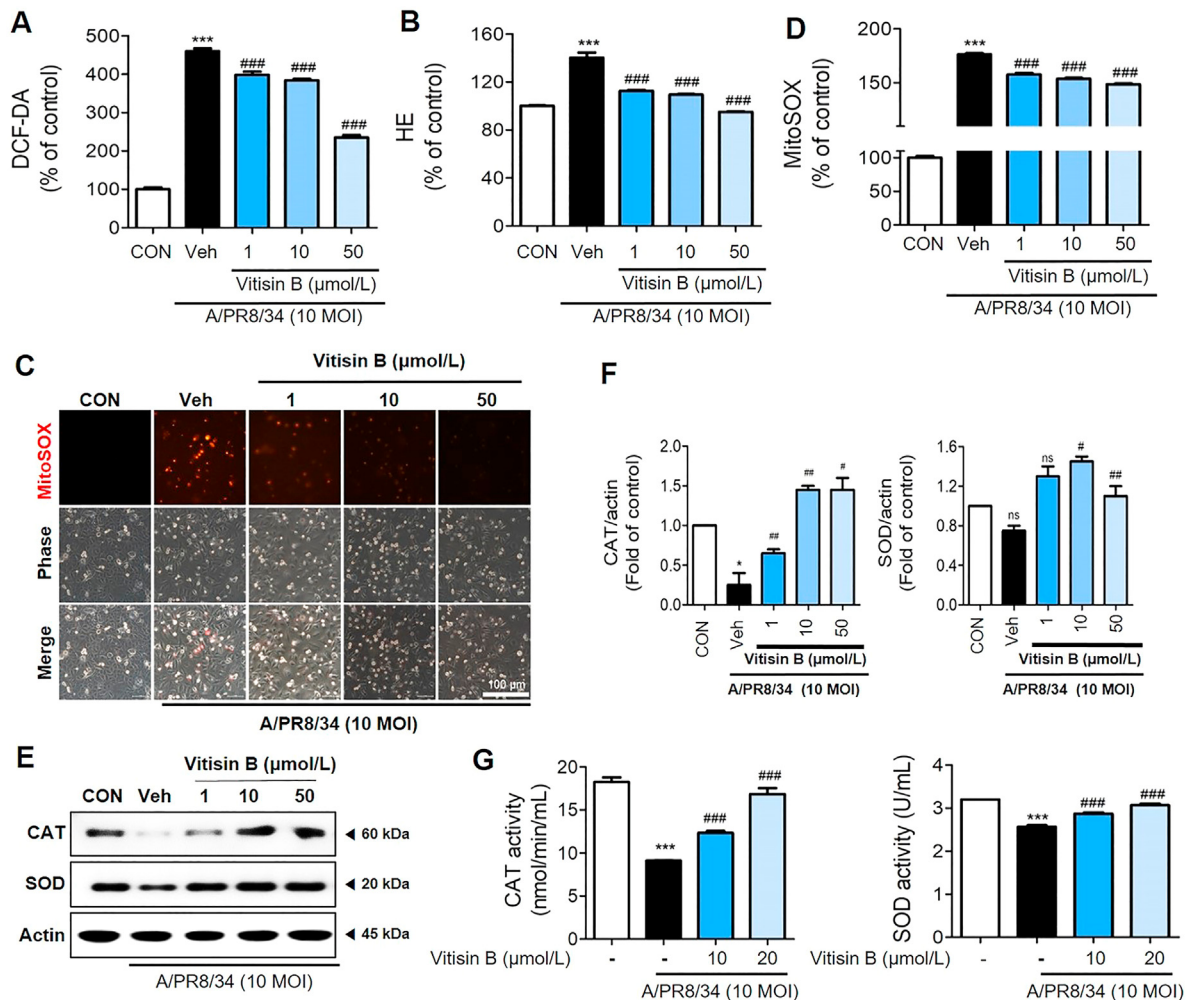 A
DCF-DA
(% of control)
500
400
300
200
100
0
***
###
###
###
CON Veh 1 10 50
Vitisin B (µmol/L)
A/PR8/34 (10 MOI)
B
HE
(% of control)
160
120
80
40
0
***
###
###
###
CON Veh 1 10 50
Vitisin B (µmol/L)
A/PR8/34 (10 MOI)
D
MitoSOX
(% of control)
200
150
100
50
0
***
###
###
###
CON Veh 1 10 50
Vitisin B (µmol/L)
A/PR8/34 (10 MOI)
C
Vitisin B (µmol/L)
CON Veh 1 10 50
MitoSOX
Phase
Merge
100 µm
A/PR8/34 (10 MOI)
F
CAT/actin
(Fold of control)
2.0
1.5
1.0
0.5
0.0
*
##
##
#
CON Veh 1 10 50
Vitisin B (µmol/L)
A/PR8/34 (10 MOI)
SOD/actin
(Fold of control)
1.6
1.2
0.8
0.4
0.0
ns
ns
#
##
CON Veh 1 10 50
Vitisin B (µmol/L)
A/PR8/34 (10 MOI)
E
Vitisin B (µmol/L)
CON Veh 1 10 50
CAT ◄ 60 kDa
SOD ◄ 20 kDa
Actin ◄ 45 kDa
A/PR8/34 (10 MOI)
G
CAT activity
(nmol/min/mL)
20
15
10
5
0
***
###
###
Vitisin B (µmol/L) - - 10 20
A/PR8/34 (10 MOI)
SOD activity (U/mL)
4
3
2
1
0
***
###
###
Vitisin B (µmol/L) - - 10 20
A/PR8/34 (10 MOI)